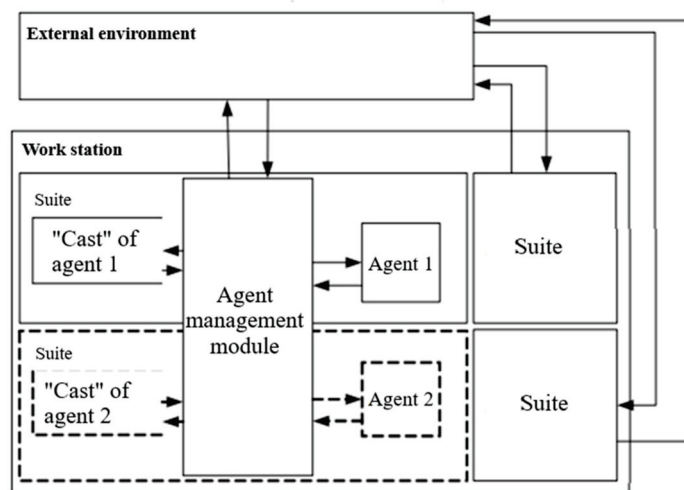 External environment
Work station
Suite
"Cast" of
agent 1
Agent 1
Suite
Agent
management
module
Suite
"Cast" of
agent 2
Agent 2
Suite